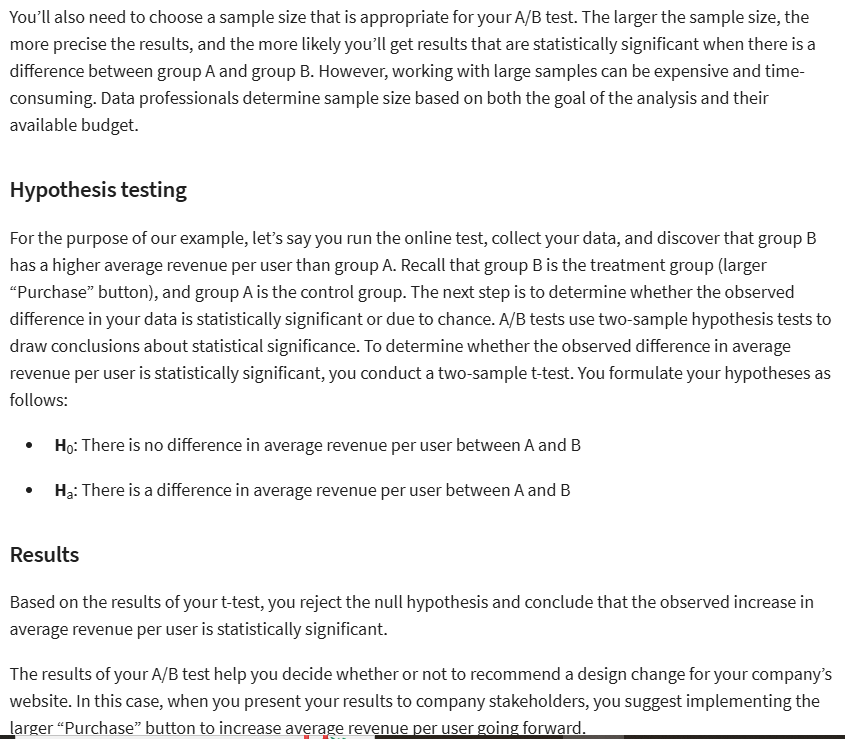 You’ll also need to choose a sample size that is appropriate for your A/B test. The larger the sample size, the
more precise the results, and the more likely you’ll get results that are statistically significant when there is a
difference between group A and group B. However, working with large samples can be expensive and time-
consuming. Data professionals determine sample size based on both the goal of the analysis and their
available budget.
Hypothesis testing
For the purpose of our example, let’s say you run the online test, collect your data, and discover that group B
has a higher average revenue per user than group A. Recall that group B is the treatment group (larger
“Purchase” button), and group A is the control group. The next step is to determine whether the observed
difference in your data is statistically significant or due to chance. A/B tests use two-sample hypothesis tests to
draw conclusions about statistical significance. To determine whether the observed difference in average
revenue per user is statistically significant, you conduct a two-sample t-test. You formulate your hypotheses as
follows:
• H₀: There is no difference in average revenue per user between A and B
• Hₐ: There is a difference in average revenue per user between A and B
Results
Based on the results of your t-test, you reject the null hypothesis and conclude that the observed increase in
average revenue per user is statistically significant.
The results of your A/B test help you decide whether or not to recommend a design change for your company’s
website. In this case, when you present your results to company stakeholders, you suggest implementing the
larger “Purchase” button to increase average revenue per user going forward.